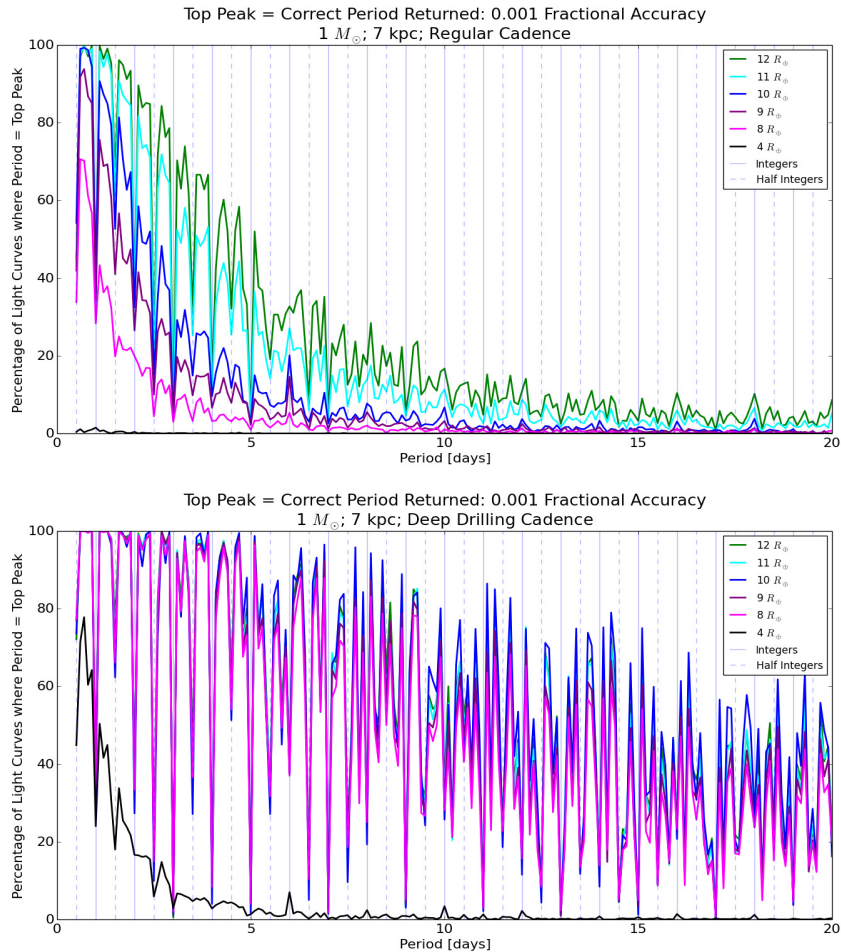 Top Peak = Correct Period Returned: 0.001 Fractional Accuracy
1 M⊙; 7 kpc; Regular Cadence
Percentage of Light Curves where Period = Top Peak
100
80
60
40
20
0
12 R⊕
11 R⊕
10 R⊕
9 R⊕
8 R⊕
4 R⊕
Integers
Half Integers
0 5 10 15 20
Period [days]
Top Peak = Correct Period Returned: 0.001 Fractional Accuracy
1 M⊙; 7 kpc; Deep Drilling Cadence
Percentage of Light Curves where Period = Top Peak
100
80
60
40
20
0
12 R⊕
11 R⊕
10 R⊕
9 R⊕
8 R⊕
4 R⊕
Integers
Half Integers
0 5 10 15 20
Period [days]